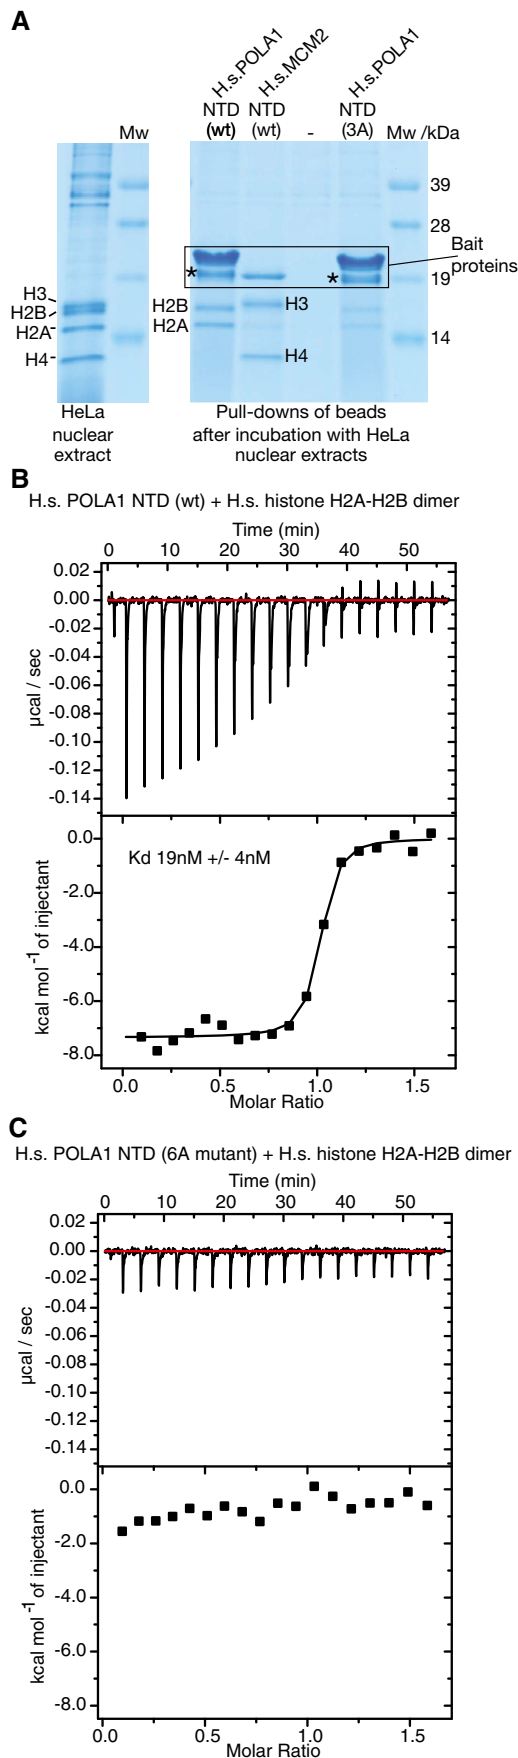 A
H.s.POLA1
H.s.MCM2
H.s.POLA1
NTD NTD NTD
Mw (wt) (wt) - (3A) Mw /kDa
39
28
Bait
proteins
* * 19
H3
H2B H2B H3
H2A H2A
14
H4 H4
HeLa
nuclear
extract
Pull-downs of beads
after incubation with HeLa
nuclear extracts
B
H.s. POLA1 NTD (wt) + H.s. histone H2A-H2B dimer
Time (min)
0 10 20 30 40 50
0.02
0.00
-0.02
-0.04
-0.06
-0.08
-0.10
-0.12
-0.14
µcal / sec
0.0
Kd 19nM +/- 4nM
-2.0
-4.0
-6.0
-8.0
kcal mol⁻¹ of injectant
0.0 0.5 1.0 1.5
Molar Ratio
C
H.s. POLA1 NTD (6A mutant) + H.s. histone H2A-H2B dimer
Time (min)
0 10 20 30 40 50
0.02
0.00
-0.02
-0.04
-0.06
-0.08
-0.10
-0.12
-0.14
µcal / sec
0.0
-2.0
-4.0
-6.0
-8.0
kcal mol⁻¹ of injectant
0.0 0.5 1.0 1.5
Molar Ratio